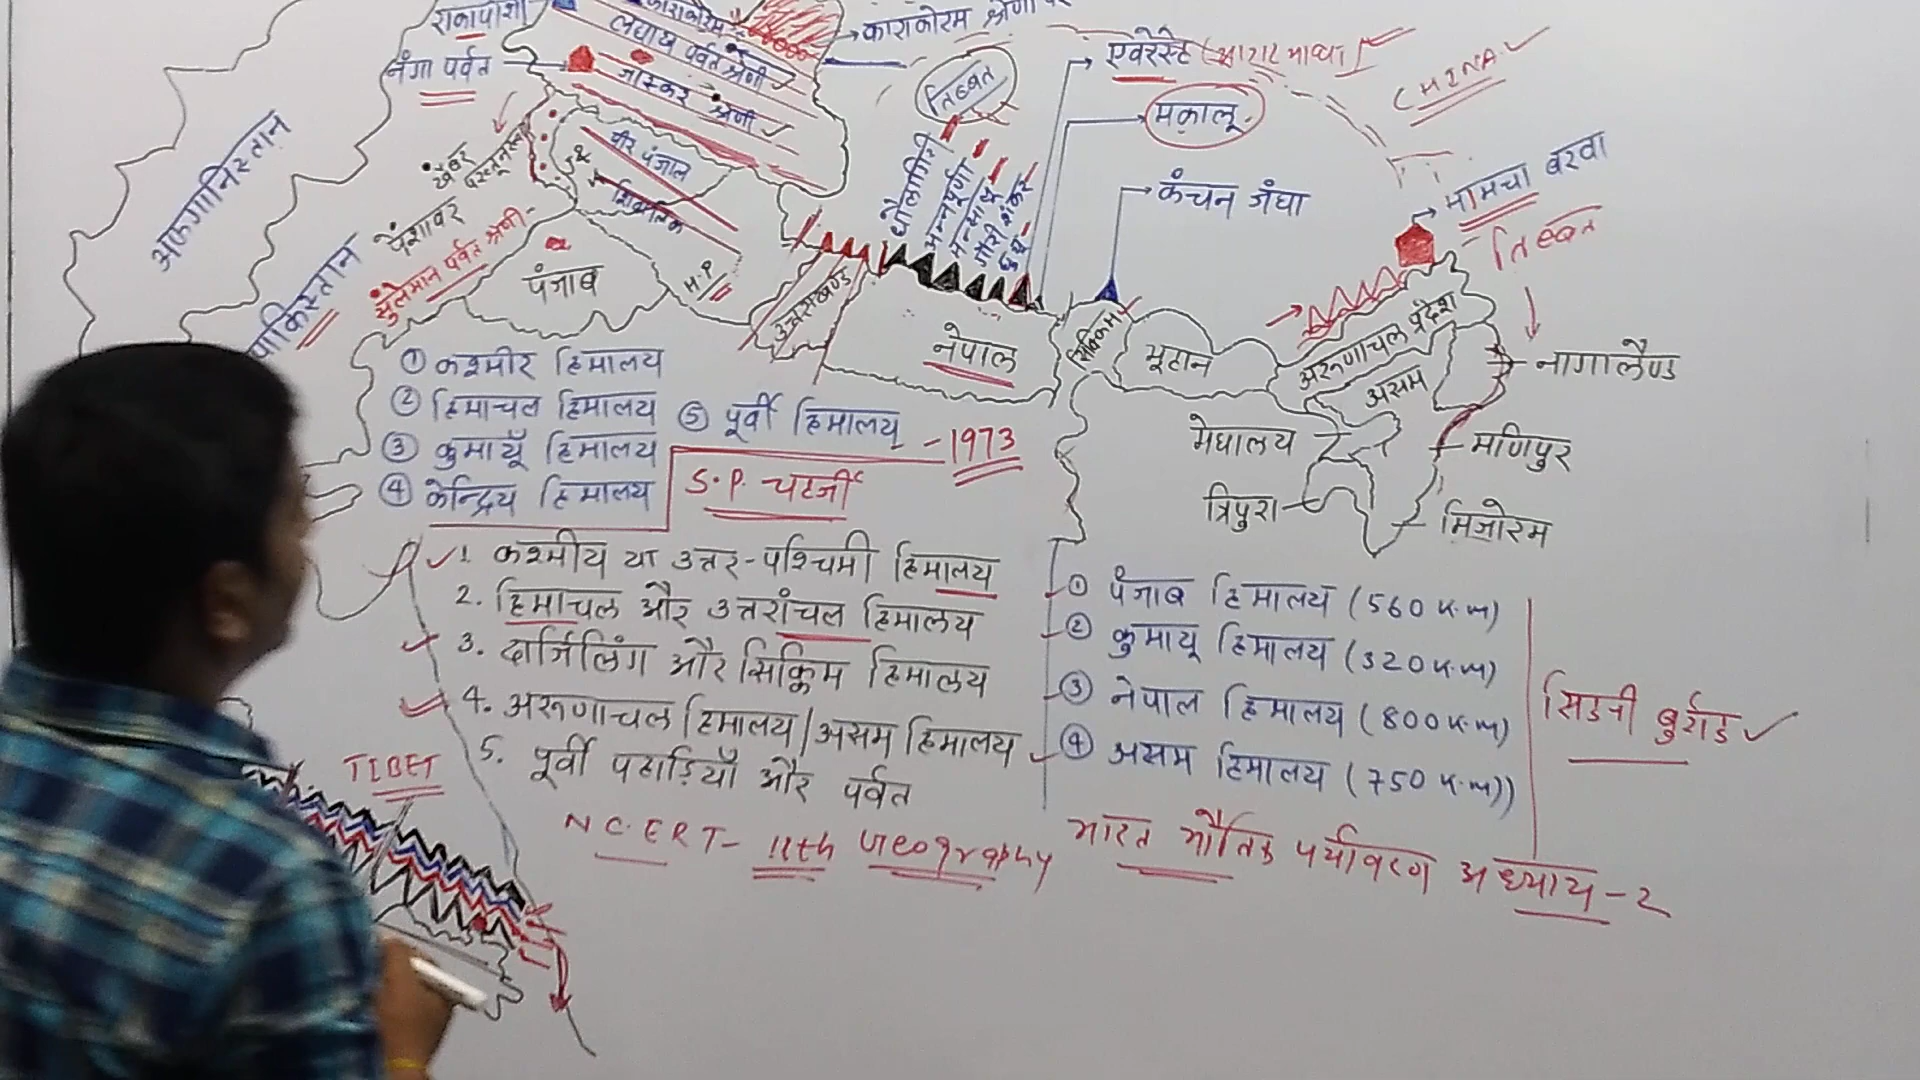 राकापोशी
नंगा पर्वत
काराकोरम
लद्दाख पर्वत श्रेणी
जास्कर श्रेणी
काराकोरम श्रेणी
पीर पंजाल
शिवालिक
तिब्बत
एवरेस्ट
मकालू
कंचन जंघा
CHINA
नामचा बरवा
तिब्बत
अफगानिस्तान
पाकिस्तान
खैबर
पेशावर
सुलेमान पर्वत श्रेणी
पंजाब
H.P
उत्तराखण्ड
धौलागिरी
अन्नपूर्णा
गौरी शंकर
नेपाल
सिक्किम
भूटान
अरूणाचल प्रदेश
असम
नागालैण्ड
मेघालय
मणिपुर
त्रिपुरा
मिजोरम
① कश्मीर हिमालय
② हिमाचल हिमालय
③ कुमायूँ हिमालय
④ केन्द्रिय हिमालय
⑤ पूर्वी हिमालय - 1973
S.P. चटर्जी
1. कश्मीय या उत्तर-पश्चिमी हिमालय
2. हिमाचल और उत्तरांचल हिमालय
3. दार्जिलिंग और सिक्किम हिमालय
4. अरूणाचल हिमालय/असम हिमालय
5. पूर्वी पहाड़ियाँ और पर्वत
① पंजाब हिमालय (560 K.m)
② कुमायू हिमालय (320 K.m)
③ नेपाल हिमालय (800 K.m)
④ असम हिमालय (750 K.m))
सिडनी बुर्राड
TIBET
N C.ERT- 11th Geography भारत भौतिक पर्यावरण अध्याय-2